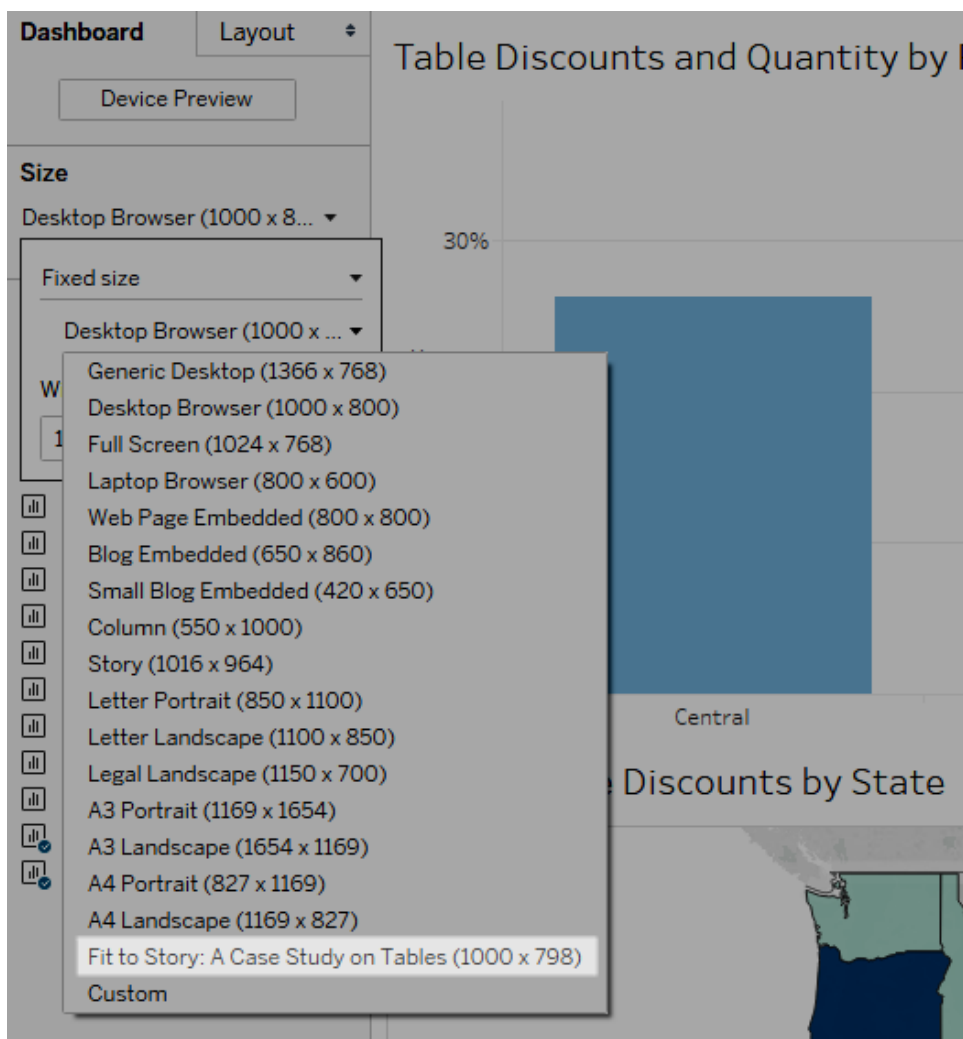 Dashboard
Layout
Device Preview
Size
Desktop Browser (1000 x 8...
Fixed size
Desktop Browser (1000 x ...
Generic Desktop (1366 x 768)
Desktop Browser (1000 x 800)
Full Screen (1024 x 768)
Laptop Browser (800 x 600)
Web Page Embedded (800 x 800)
Blog Embedded (650 x 860)
Small Blog Embedded (420 x 650)
Column (550 x 1000)
Story (1016 x 964)
Letter Portrait (850 x 1100)
Letter Landscape (1100 x 850)
Legal Landscape (1150 x 700)
A3 Portrait (1169 x 1654)
A3 Landscape (1654 x 1169)
A4 Portrait (827 x 1169)
A4 Landscape (1169 x 827)
Fit to Story: A Case Study on Tables (1000 x 798)
Custom
Table Discounts and Quantity by
30%
Central
Discounts by State